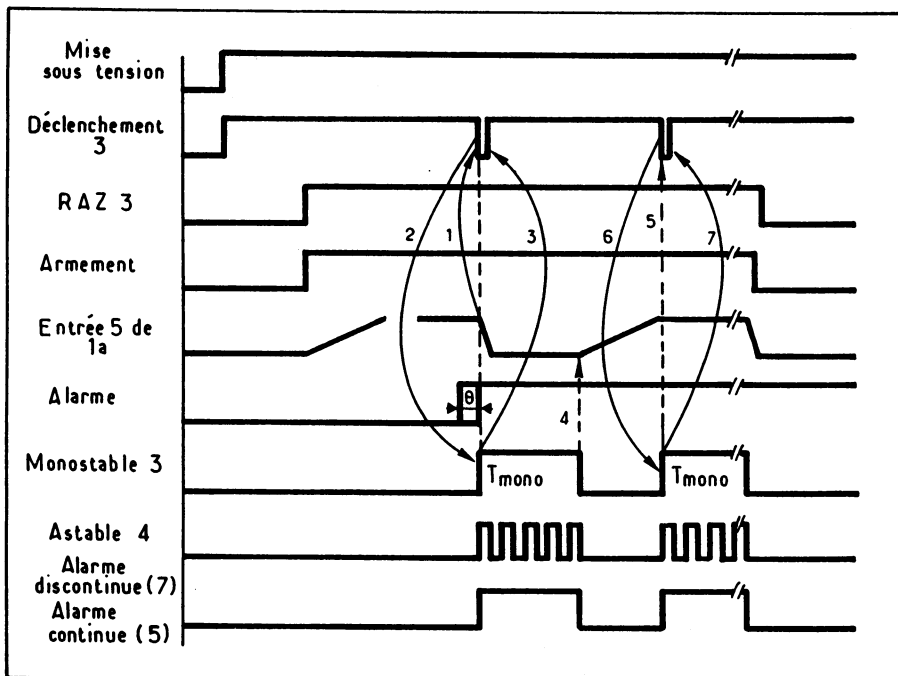 Mise
sous tension
Déclenchement
3
RAZ 3
2 1 3 6 5 7
Armement
Entrée 5 de
1a
Alarme
θ
4
Monostable 3
Tmono Tmono
Astable 4
Alarme
discontinue (7)
Alarme
continue (5)